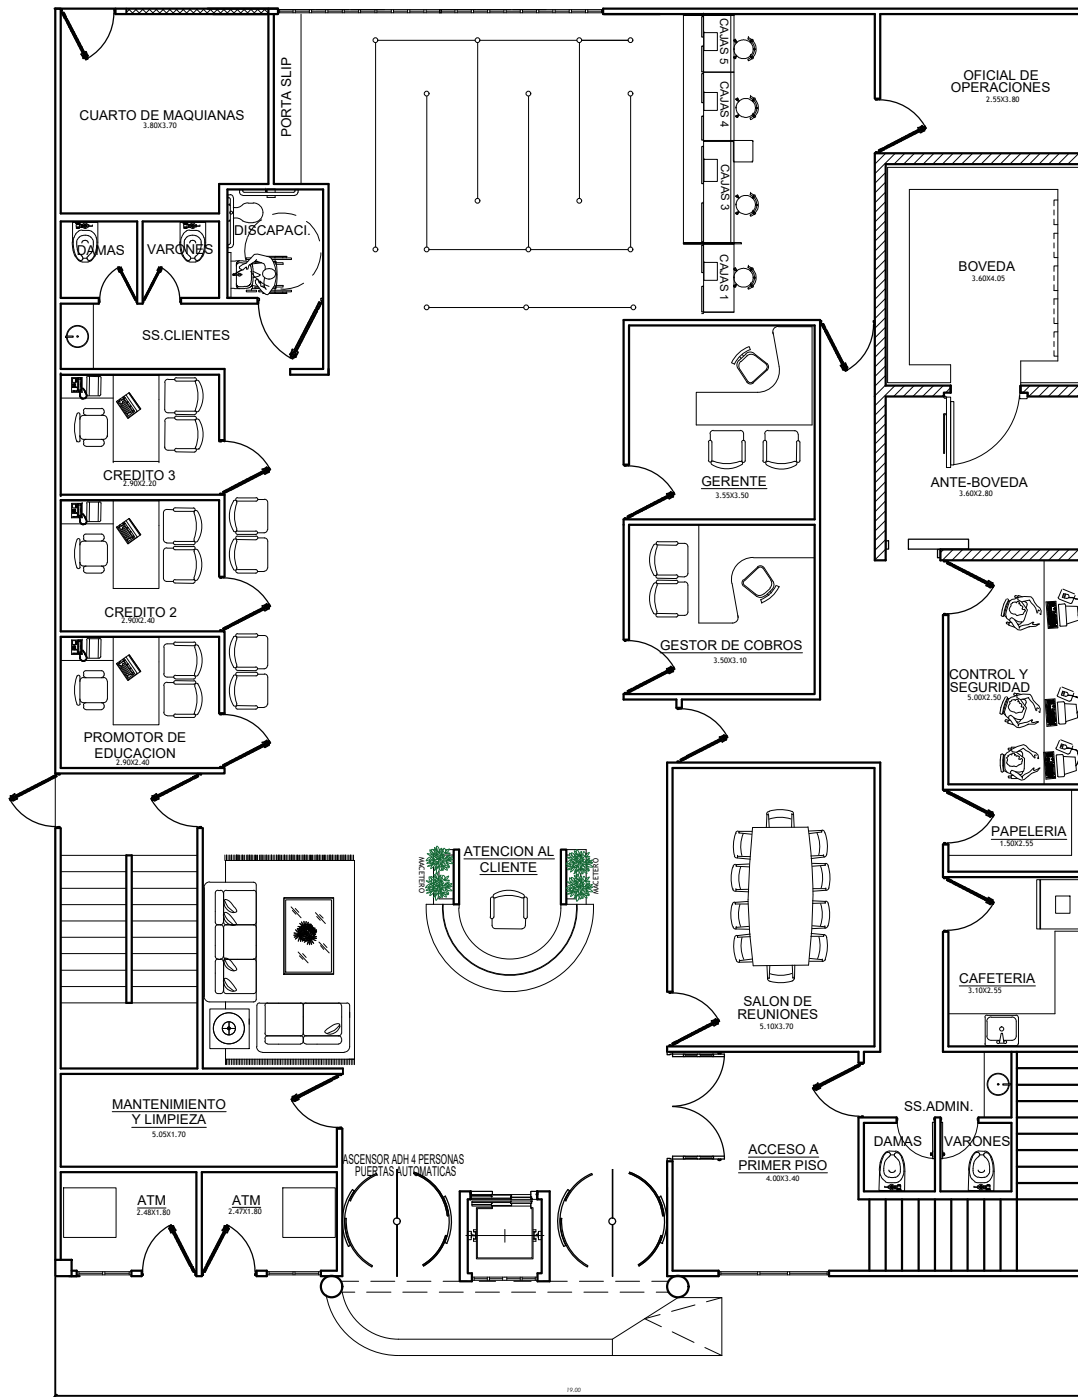 PORTA SLIP
CUARTO DE MAQUIANAS
3.80X3.70
CAJAS 5
CAJAS 4
CAJAS 3
CAJAS 1
OFICIAL DE
OPERACIONES
2.55X3.80
DAMAS
VARONES
DISCAPACI.
SS.CLIENTES
BOVEDA
3.60X4.05
CREDITO 3
2.90X2.20
GERENTE
3.55X3.50
ANTE-BOVEDA
3.60X2.80
CREDITO 2
2.90X2.40
GESTOR DE COBROS
3.50X3.10
CONTROL Y
SEGURIDAD
5.00X2.50
PROMOTOR DE
EDUCACION
2.90X2.40
PAPELERIA
1.50X2.55
MACETERO
ATENCION AL
CLIENTE
MACETERO
CAFETERIA
3.10X2.55
SALON DE
REUNIONES
5.10X3.70
MANTENIMIENTO
Y LIMPIEZA
5.05X1.70
SS.ADMIN.
DAMAS
VARONES
ACCESO A
PRIMER PISO
4.00X3.40
ASCENSOR ADH 4 PERSONAS
PUERTAS AUTOMATICAS
ATM
2.48X1.80
ATM
2.47X1.80
19.00